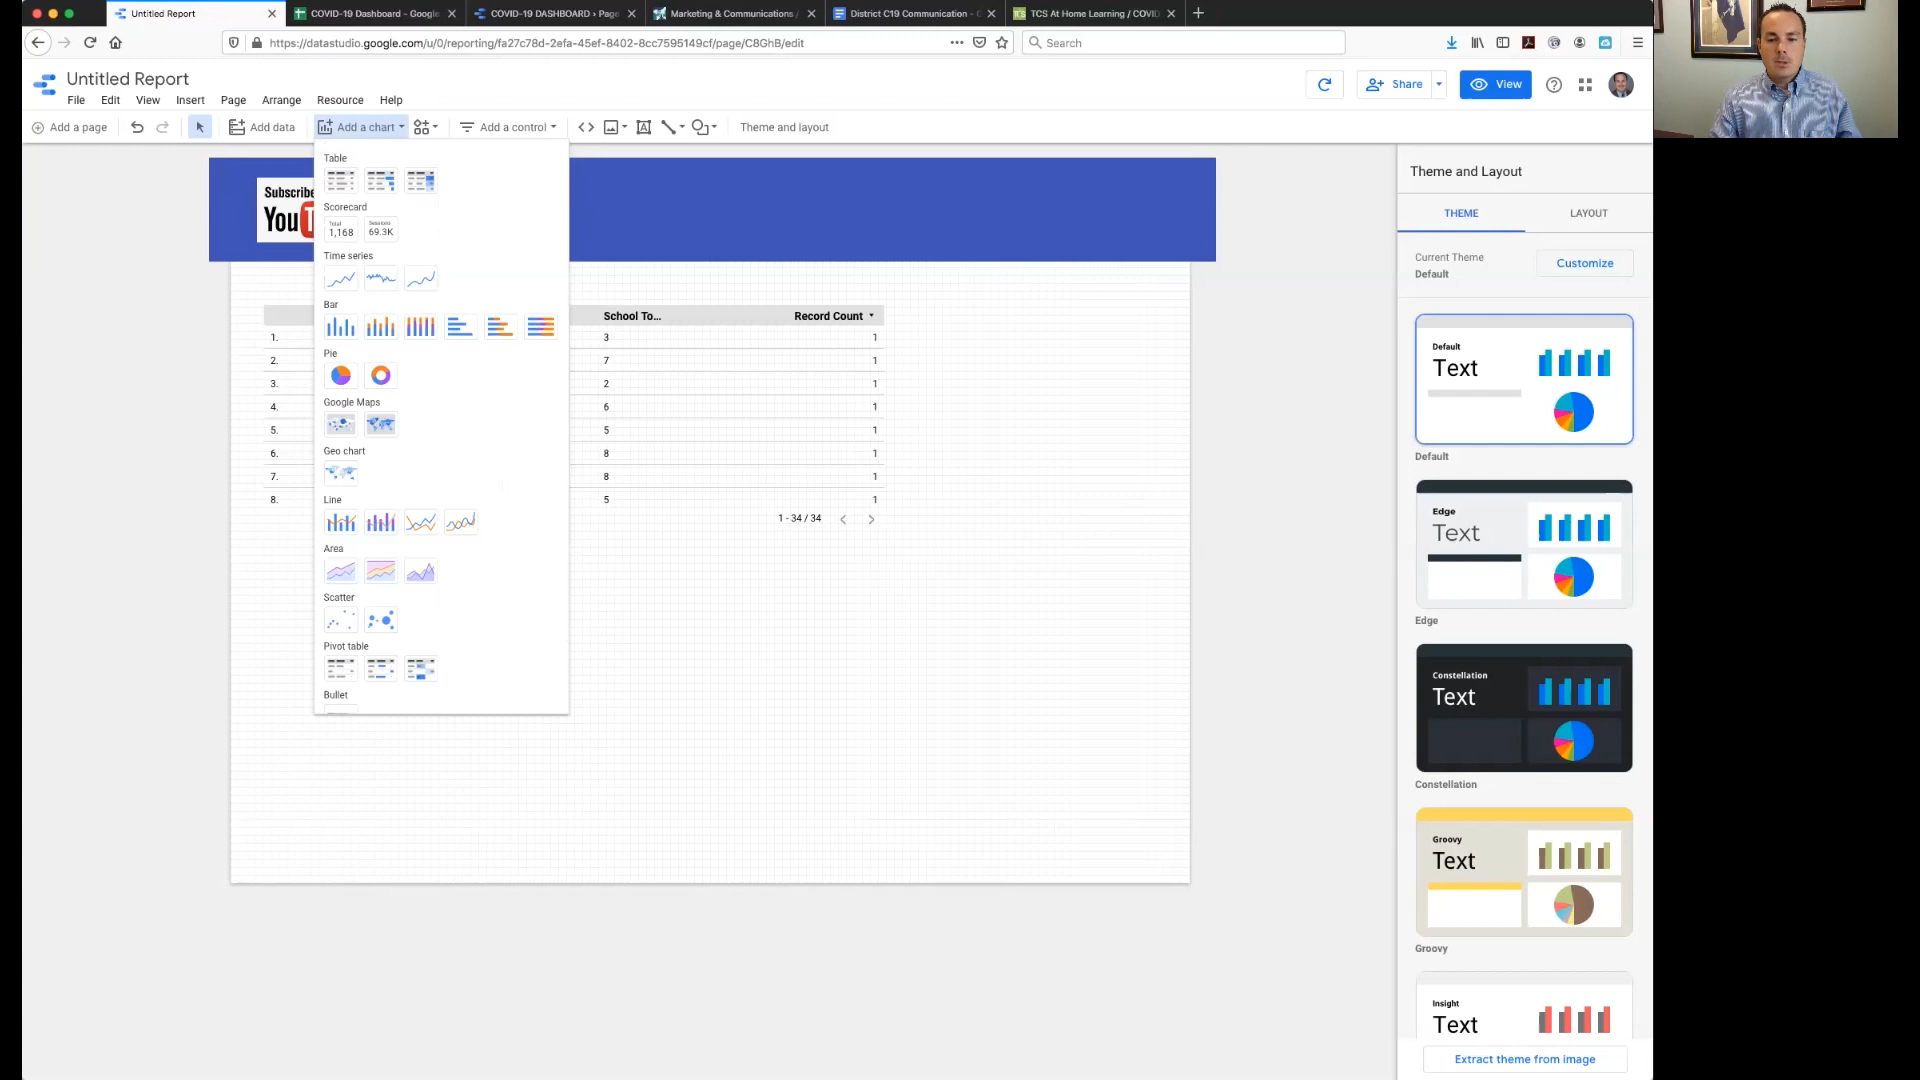 Untitled Report
COVID-19 Dashboard - Google
COVID-19 DASHBOARD › Page
Marketing & Communications /
District C19 Communication - G
TCS At Home Learning / COVID
https://datastudio.google.com/u/0/reporting/fa27c78d-2efa-45ef-8402-8cc7595149cf/page/C8GhB/edit
Search
Untitled Report
File Edit View Insert Page Arrange Resource Help
Share
View
Add a page
Add data
Add a chart
Add a control
Theme and layout
Table
Scorecard
Total
1,168
Sessions
69.3K
Time series
Bar
Pie
Google Maps
Geo chart
Line
Area
Scatter
Pivot table
Bullet
Subscribe
You
School To... Record Count
1. 3 1
2. 7 1
3. 2 1
4. 6 1
5. 5 1
6. 8 1
7. 8 1
8. 5 1
1 - 34 / 34
Theme and Layout
THEME LAYOUT
Current Theme
Default
Customize
Default
Text
Default
Edge
Text
Edge
Constellation
Text
Constellation
Groovy
Text
Groovy
Insight
Text
Extract theme from image